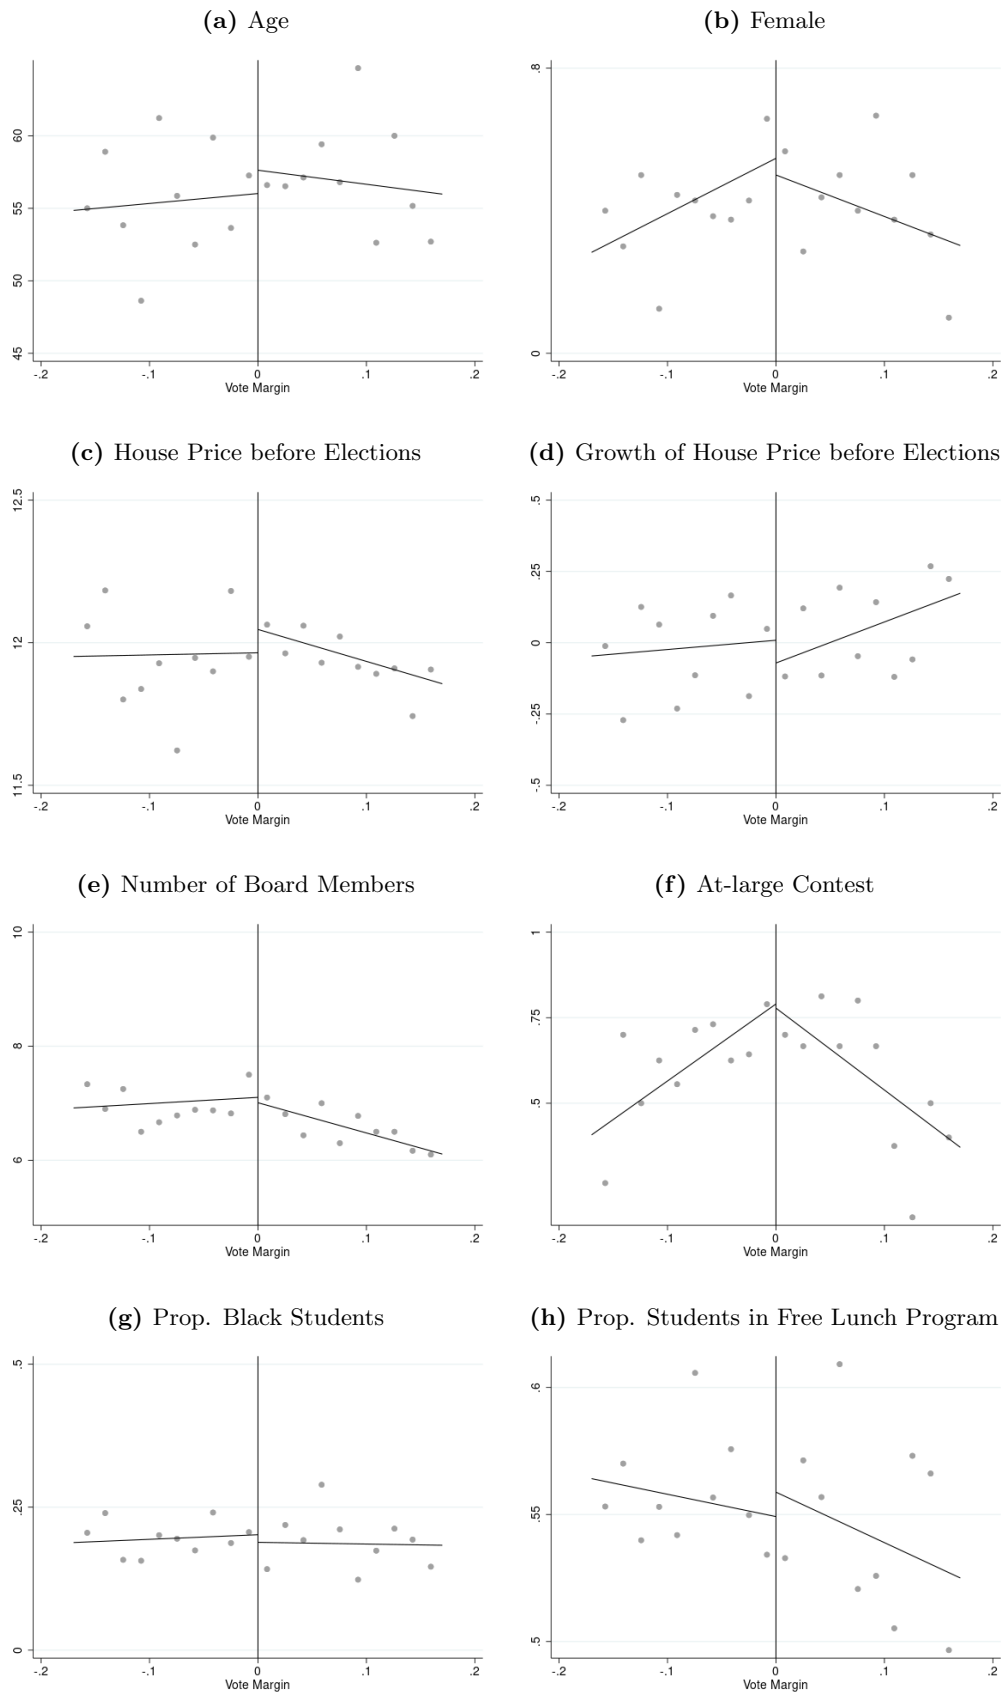 (a) Age
(b) Female
60
55
50
45
-.2 -.1 0 .1 .2
Vote Margin
.8
0
-.2 -.1 0 .1 .2
Vote Margin
(c) House Price before Elections
(d) Growth of House Price before Elections
12.5
12
11.5
-.2 -.1 0 .1 .2
Vote Margin
.5
.25
0
-.25
-.5
-.2 -.1 0 .1 .2
Vote Margin
(e) Number of Board Members
(f) At-large Contest
10
8
6
-.2 -.1 0 .1 .2
Vote Margin
1
.75
.5
-.2 -.1 0 .1 .2
Vote Margin
(g) Prop. Black Students
(h) Prop. Students in Free Lunch Program
.5
.25
0
-.2 -.1 0 .1 .2
Vote Margin
.6
.55
.5
-.2 -.1 0 .1 .2
Vote Margin